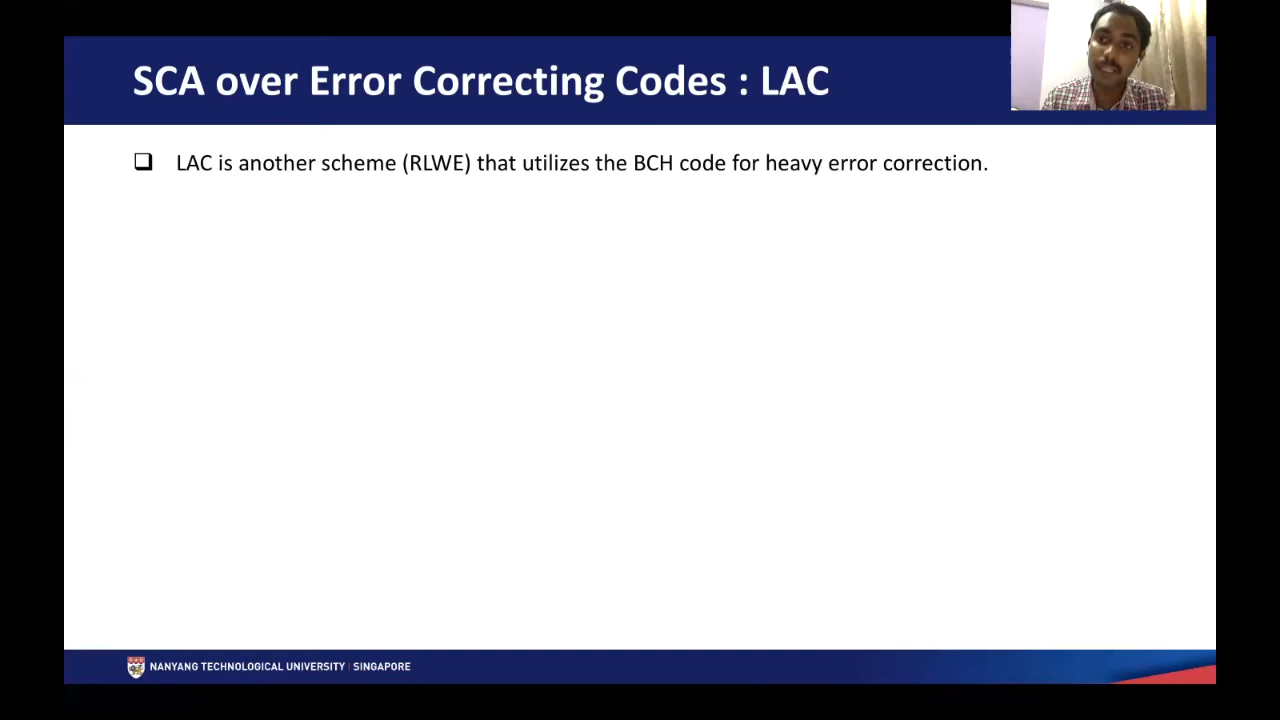 SCA over Error Correcting Codes : LAC
LAC is another scheme (RLWE) that utilizes the BCH code for heavy error correction.
NANYANG TECHNOLOGICAL UNIVERSITY | SINGAPORE